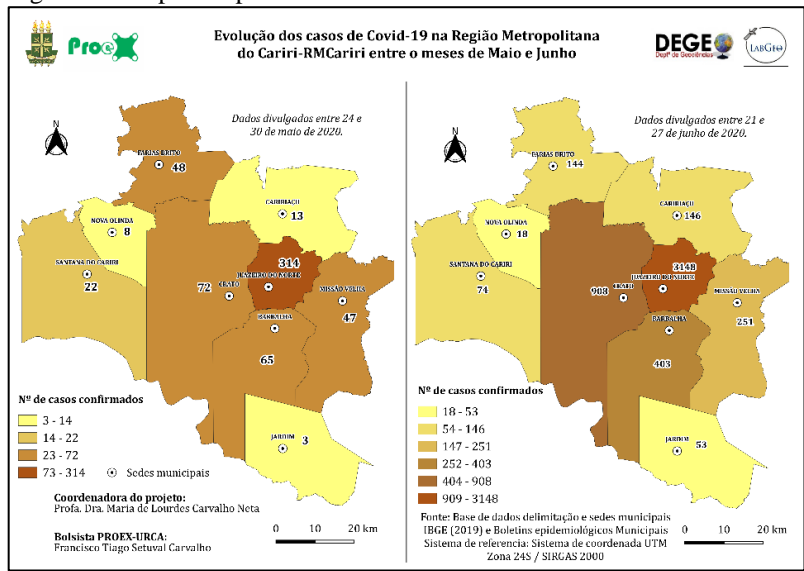 Proex
Evolução dos casos de Covid-19 na Região Metropolitana
do Cariri-RMCariri entre o meses de Maio e Junho
DEGEO
Deptº de Geociências
LABGEO
Dados divulgados entre 24 e
30 de maio de 2020.
N
FARIAS BRITO
48
CARIRIAÇU
13
NOVA OLINDA
8
SANTANA DO CARIRI
22
314
JUAZEIRO DO NORTE
72
CRATO
MISSÃO VELHA
47
BARBALHA
65
JARDIM
3
Nº de casos confirmados
3 - 14
14 - 22
23 - 72
73 - 314
Sedes municipais
Coordenadora do projeto:
Profa. Dra. Maria de Lourdes Carvalho Neta
Bolsista PROEX-URCA:
Francisco Tiago Setuval Carvalho
0 10 20 km
Dados divulgados entre 21 e
27 de junho de 2020.
N
FARIAS BRITO
144
CARIRIAÇU
146
NOVA OLINDA
18
SANTANA DO CARIRI
74
3148
JUAZEIRO DO NORTE
908
CRATO
MISSÃO VELHA
251
BARBALHA
403
JARDIM
53
Nº de casos confirmados
18 - 53
54 - 146
147 - 251
252 - 403
404 - 908
909 - 3148
0 10 20 km
Fonte: Base de dados delimitação e sedes municipais
IBGE (2019) e Boletins epidemiológicos Municipais
Sistema de referencia: Sistema de coordenada UTM
Zona 24S / SIRGAS 2000